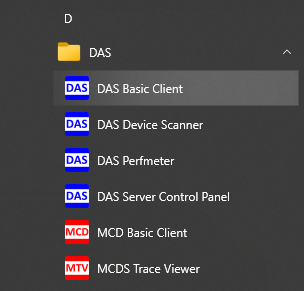 D
DAS
DAS DAS Basic Client
DAS DAS Device Scanner
DAS DAS Perfmeter
DAS DAS Server Control Panel
MCD MCD Basic Client
MTV MCDS Trace Viewer